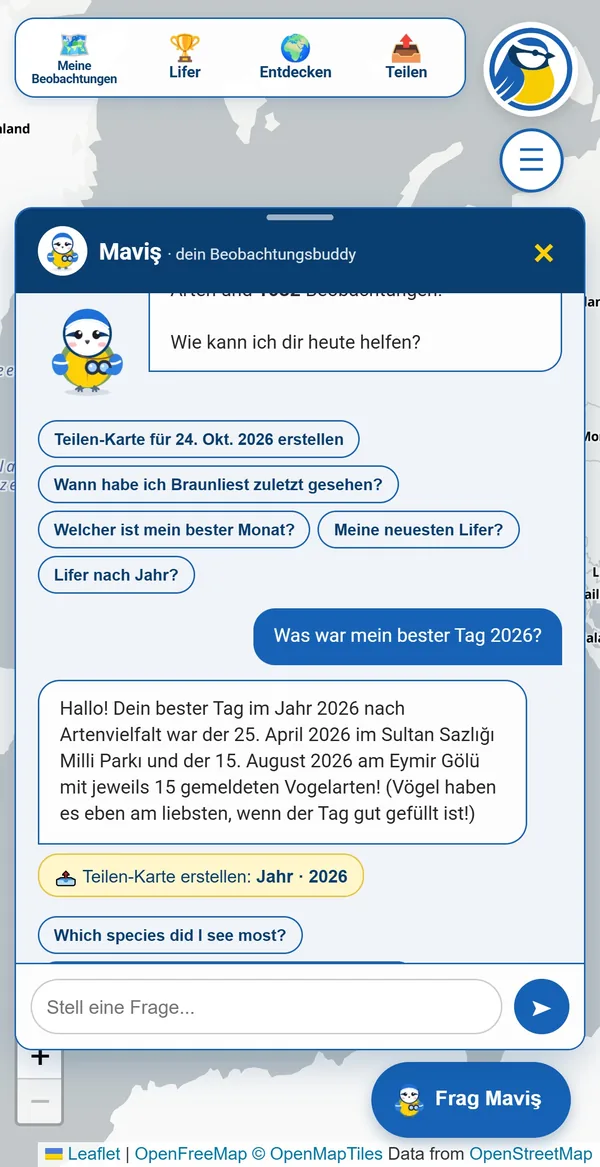 Meine
Beobachtungen
Lifer
Entdecken
Teilen
land
Maviş · dein Beobachtungsbuddy
Arten und 1032 Beobachtungen.
Wie kann ich dir heute helfen?
Teilen-Karte für 24. Okt. 2026 erstellen
Wann habe ich Braunliest zuletzt gesehen?
Welcher ist mein bester Monat?
Meine neuesten Lifer?
Lifer nach Jahr?
Was war mein bester Tag 2026?
Hallo! Dein bester Tag im Jahr 2026 nach
Artenvielfalt war der 25. April 2026 im Sultan Sazlığı
Milli Parkı und der 15. August 2026 am Eymir Gölü
mit jeweils 15 gemeldeten Vogelarten! (Vögel haben
es eben am liebsten, wenn der Tag gut gefüllt ist!)
Teilen-Karte erstellen: Jahr · 2026
Which species did I see most?
Stell eine Frage...
+
−
Frag Maviş
Leaflet | OpenFreeMap © OpenMapTiles Data from OpenStreetMap